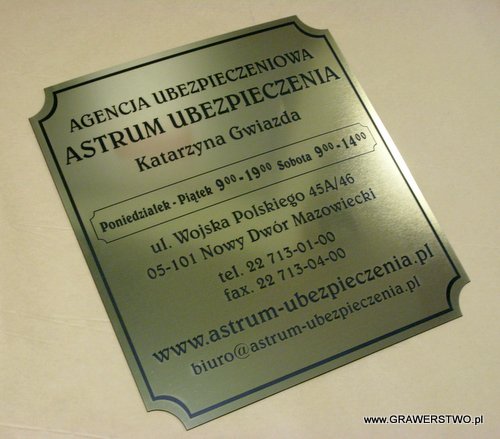 AGENCJA UBEZPIECZENIOWA
ASTRUM UBEZPIECZENIA
Katarzyna Gwiazda
Poniedziałek - Piątek 9⁰⁰ - 19⁰⁰ Sobota 9⁰⁰ - 14⁰⁰
ul. Wojska Polskiego 45A/46
05-101 Nowy Dwór Mazowiecki
tel. 22 713-01-00
fax. 22 713-04-00
www.astrum-ubezpieczenia.pl
biuro@astrum-ubezpieczenia.pl
www.GRAWERSTWO.pl